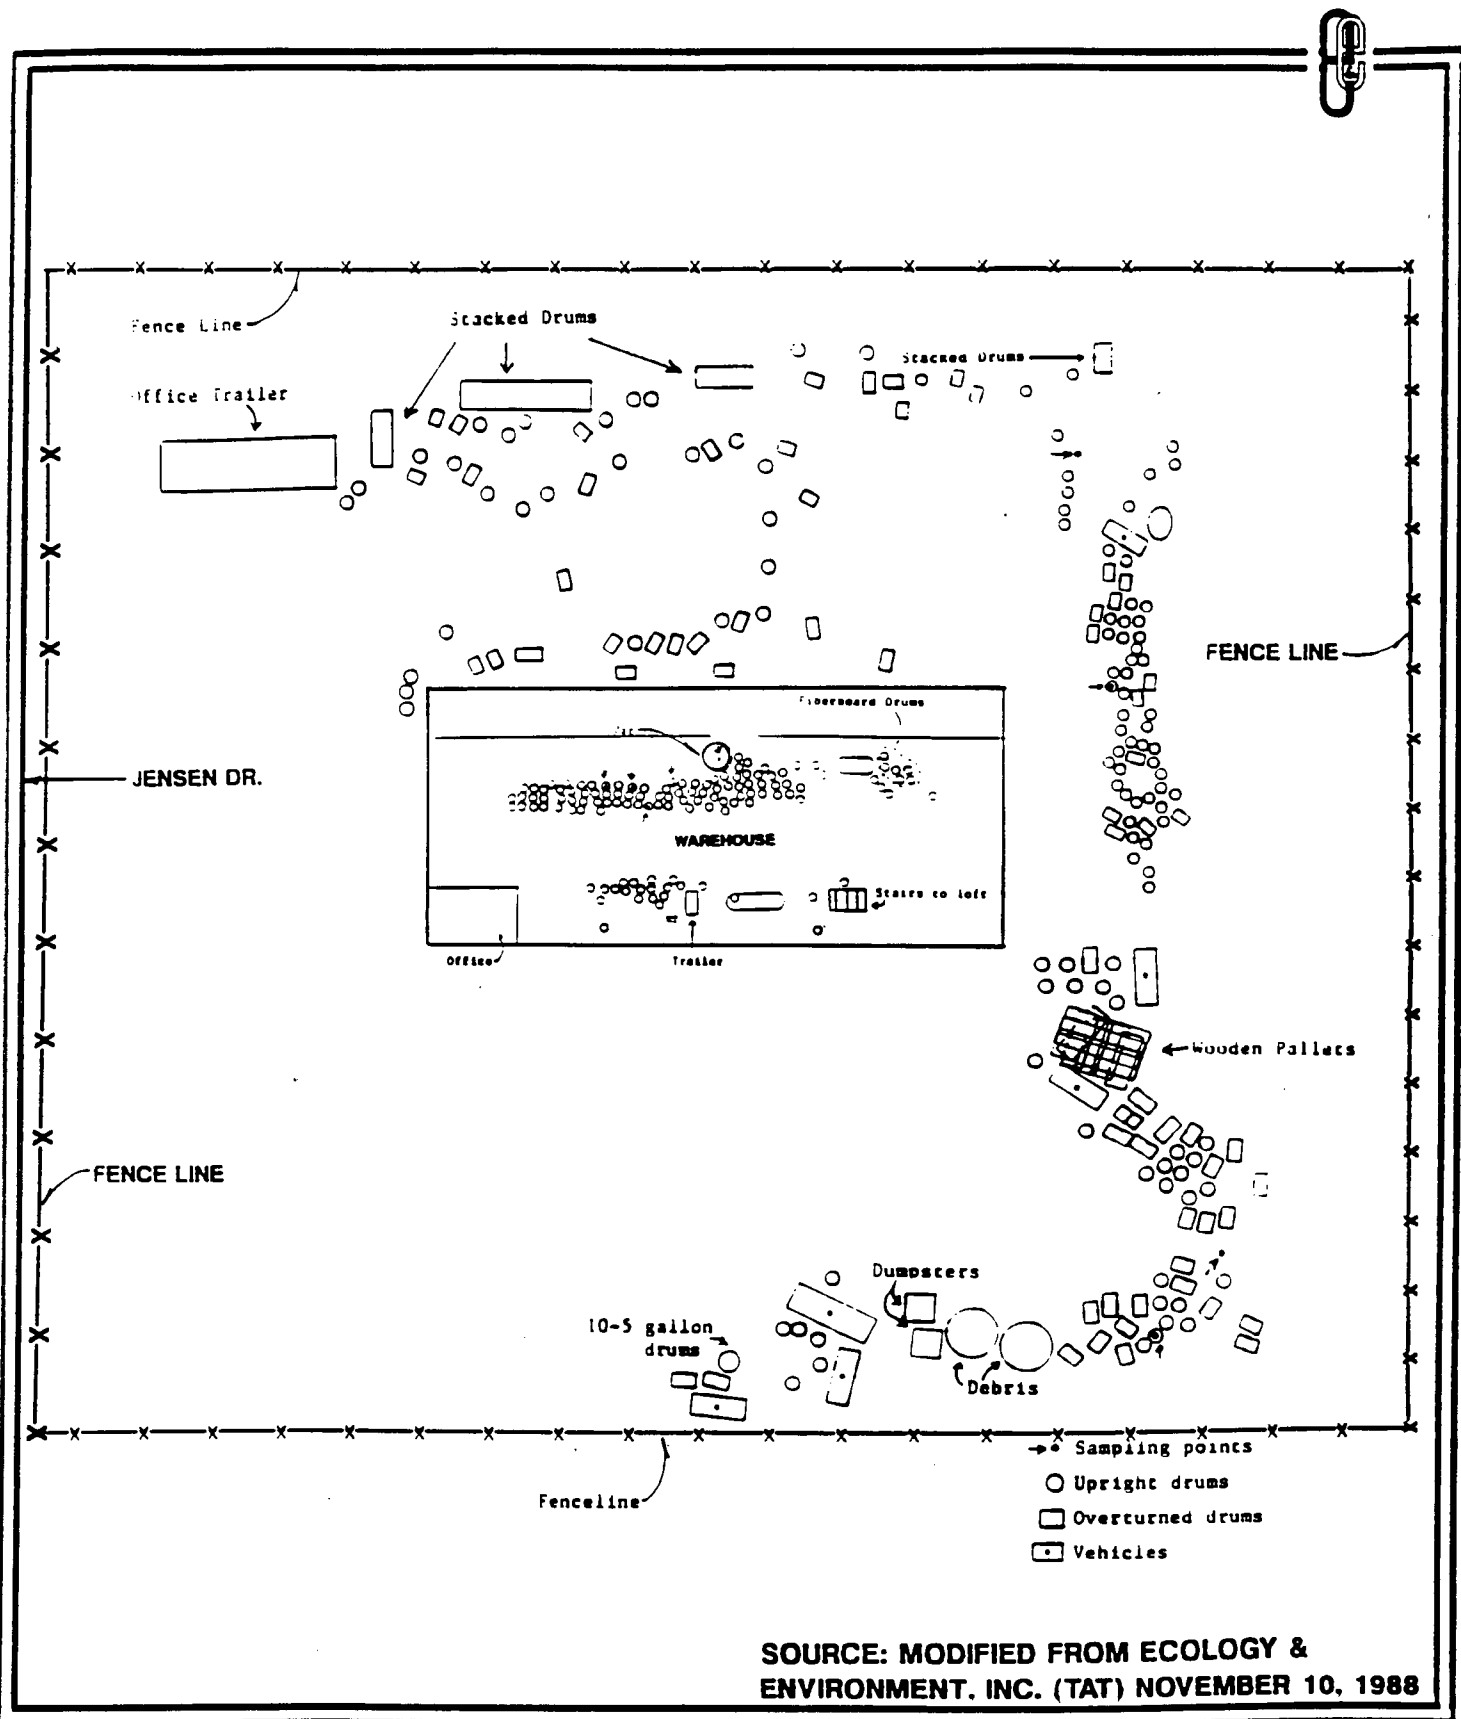 Fence Line
Stacked Drums
Stacked Drums
Office Trailer
FENCE LINE
Fiberboard Drums
JENSEN DR.
WAREHOUSE
Stairs to loft
Office
Trailer
Wooden Pallets
FENCE LINE
Dumpsters
10-5 gallon
drums
Debris
Sampling points
Upright drums
Fenceline
Overturned drums
Vehicles
SOURCE: MODIFIED FROM ECOLOGY &
ENVIRONMENT, INC. (TAT) NOVEMBER 10, 1988